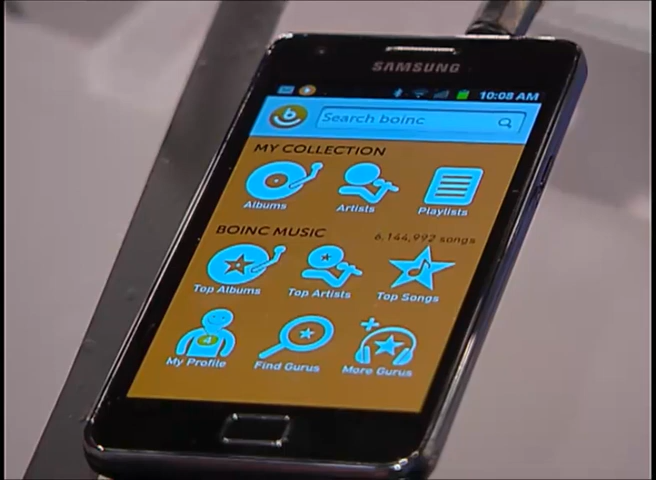 SAMSUNG
10:08 AM
b
Search boinc
MY COLLECTION
Albums
Artists
Playlists
BOINC MUSIC
6,144,992 songs
Top Albums
Top Artists
Top Songs
4
My Profile
Find Gurus
More Gurus